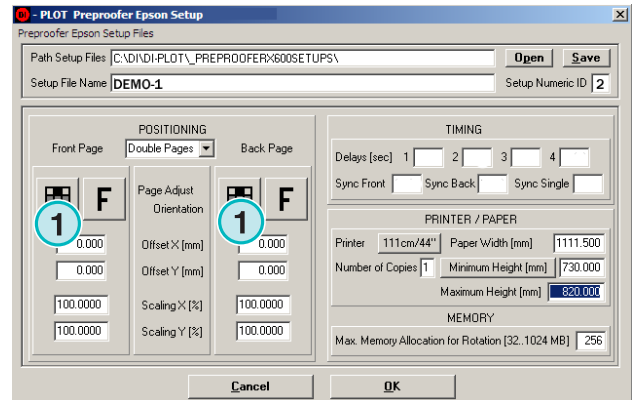 - PLOT Preproofer Epson Setup
Preproofer Epson Setup Files
Path Setup Files C:\DI\DI-PLOT\_PREPROOFERX600SETUPS\ Open Save
Setup File Name DEMO-1 Setup Numeric ID 2
POSITIONING
Front Page Double Pages Back Page
F Page Adjust F
Orientation
1 1
0.000 Offset X [mm] 0.000
0.000 Offset Y [mm] 0.000
100.0000 Scaling X [%] 100.0000
100.0000 Scaling Y [%] 100.0000
TIMING
Delays [sec] 1 2 3 4
Sync Front Sync Back Sync Single
PRINTER / PAPER
Printer 111cm/44" Paper Width [mm] 1111.500
Number of Copies 1 Minimum Height [mm] 730.000
Maximum Height [mm] 820.000
MEMORY
Max. Memory Allocation for Rotation [32..1024 MB] 256
Cancel OK